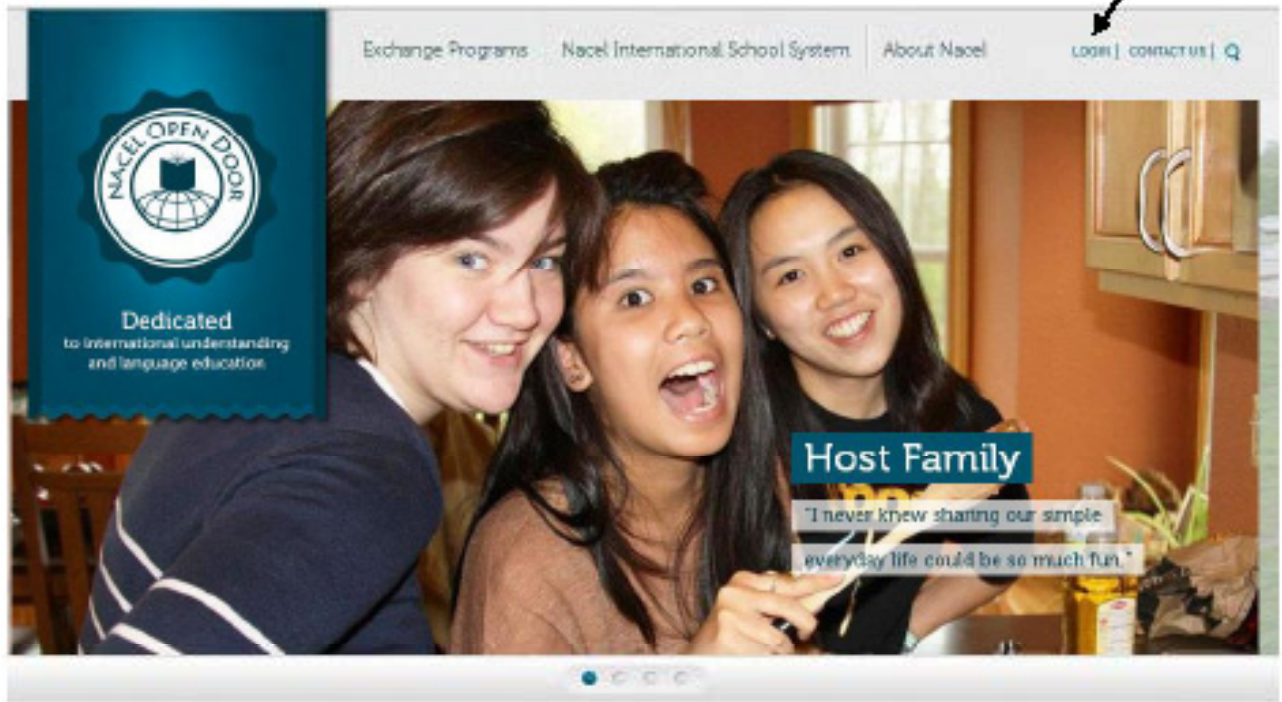 Exchange Programs
Nacel International School System
About Nacel
LOGIN | CONTACT US |
NACEL OPEN DOOR
Dedicated
to international understanding
and language education
Host Family
"I never knew sharing our simple
everyday life could be so much fun."